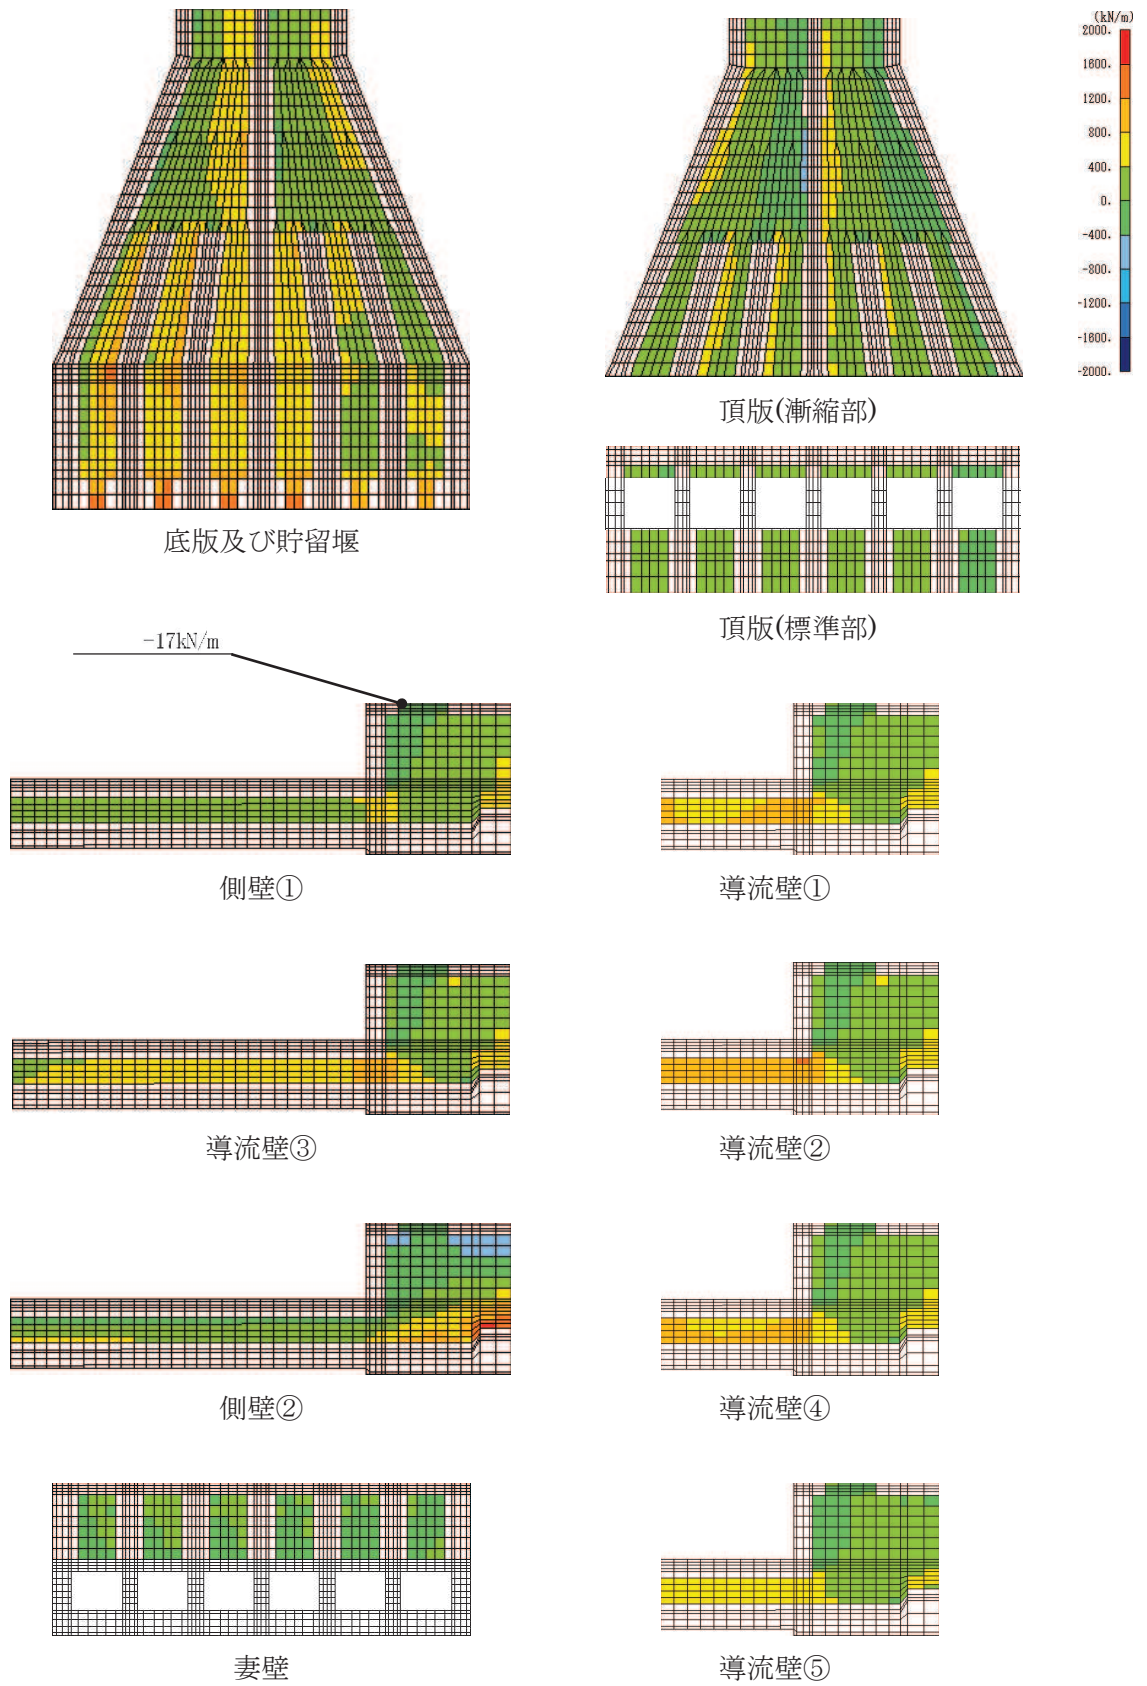 (kN/m)
2000.
1600.
1200.
800.
400.
0.
-400.
-800.
-1200.
-1600.
-2000.
頂版(漸縮部)
底版及び貯留堰
頂版(標準部)
-17kN/m
側壁①
導流壁①
導流壁③
導流壁②
側壁②
導流壁④
妻壁
導流壁⑤